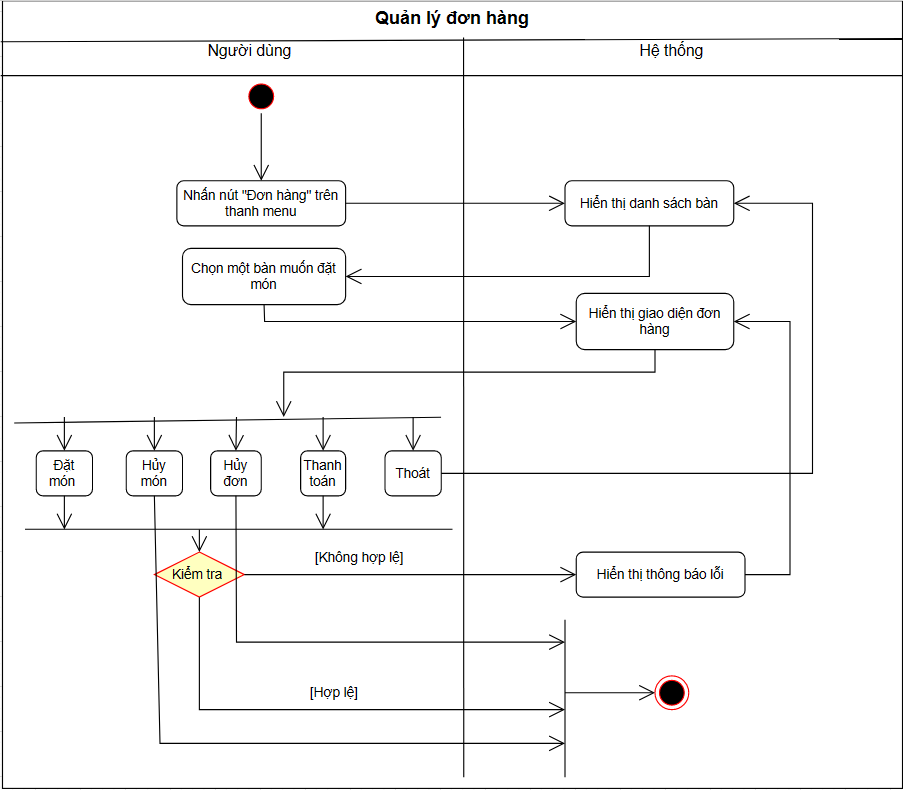 Quản lý đơn hàng
Người dùng
Hệ thống
Nhấn nút "Đơn hàng" trên
thanh menu
Hiển thị danh sách bàn
Chọn một bàn muốn đặt
món
Hiển thị giao diện đơn
hàng
Đặt
món
Hủy
món
Hủy
đơn
Thanh
toán
Thoát
[Không hợp lệ]
Kiểm tra
Hiển thị thông báo lỗi
[Hợp lệ]